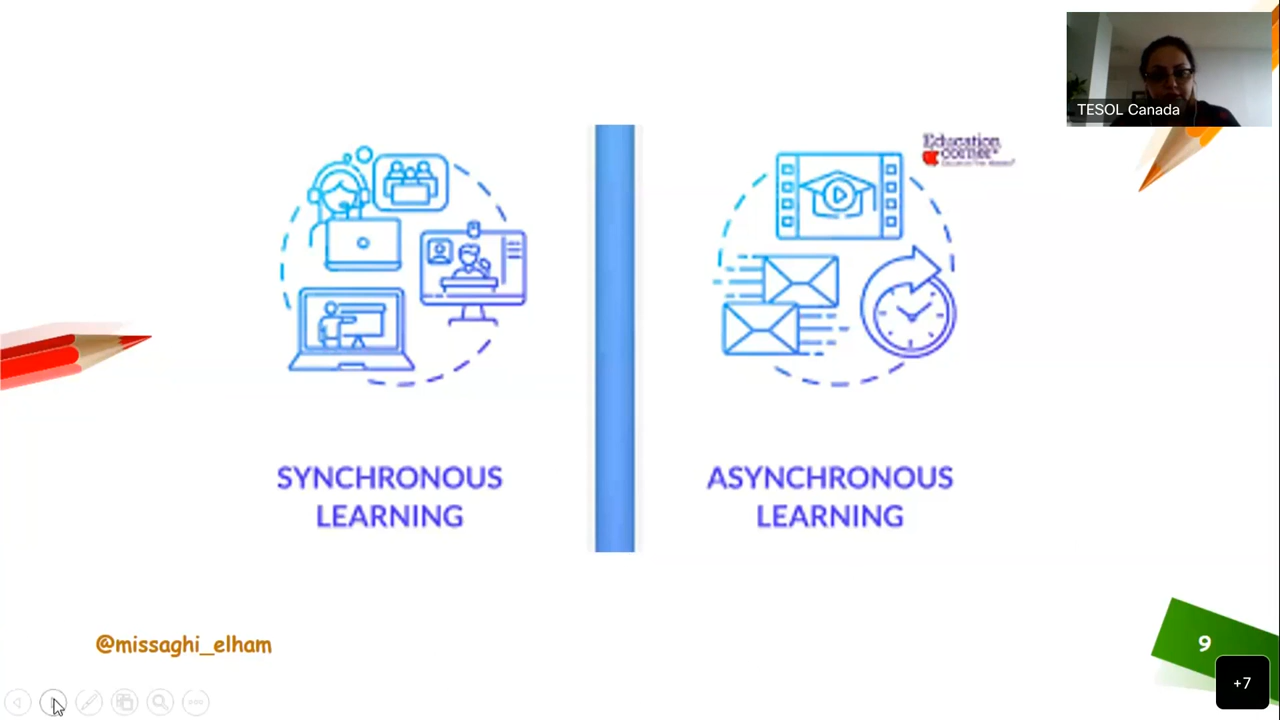 TESOL Canada
Education
corner
SYNCHRONOUS
LEARNING
ASYNCHRONOUS
LEARNING
@missaghi_elham
9
+7